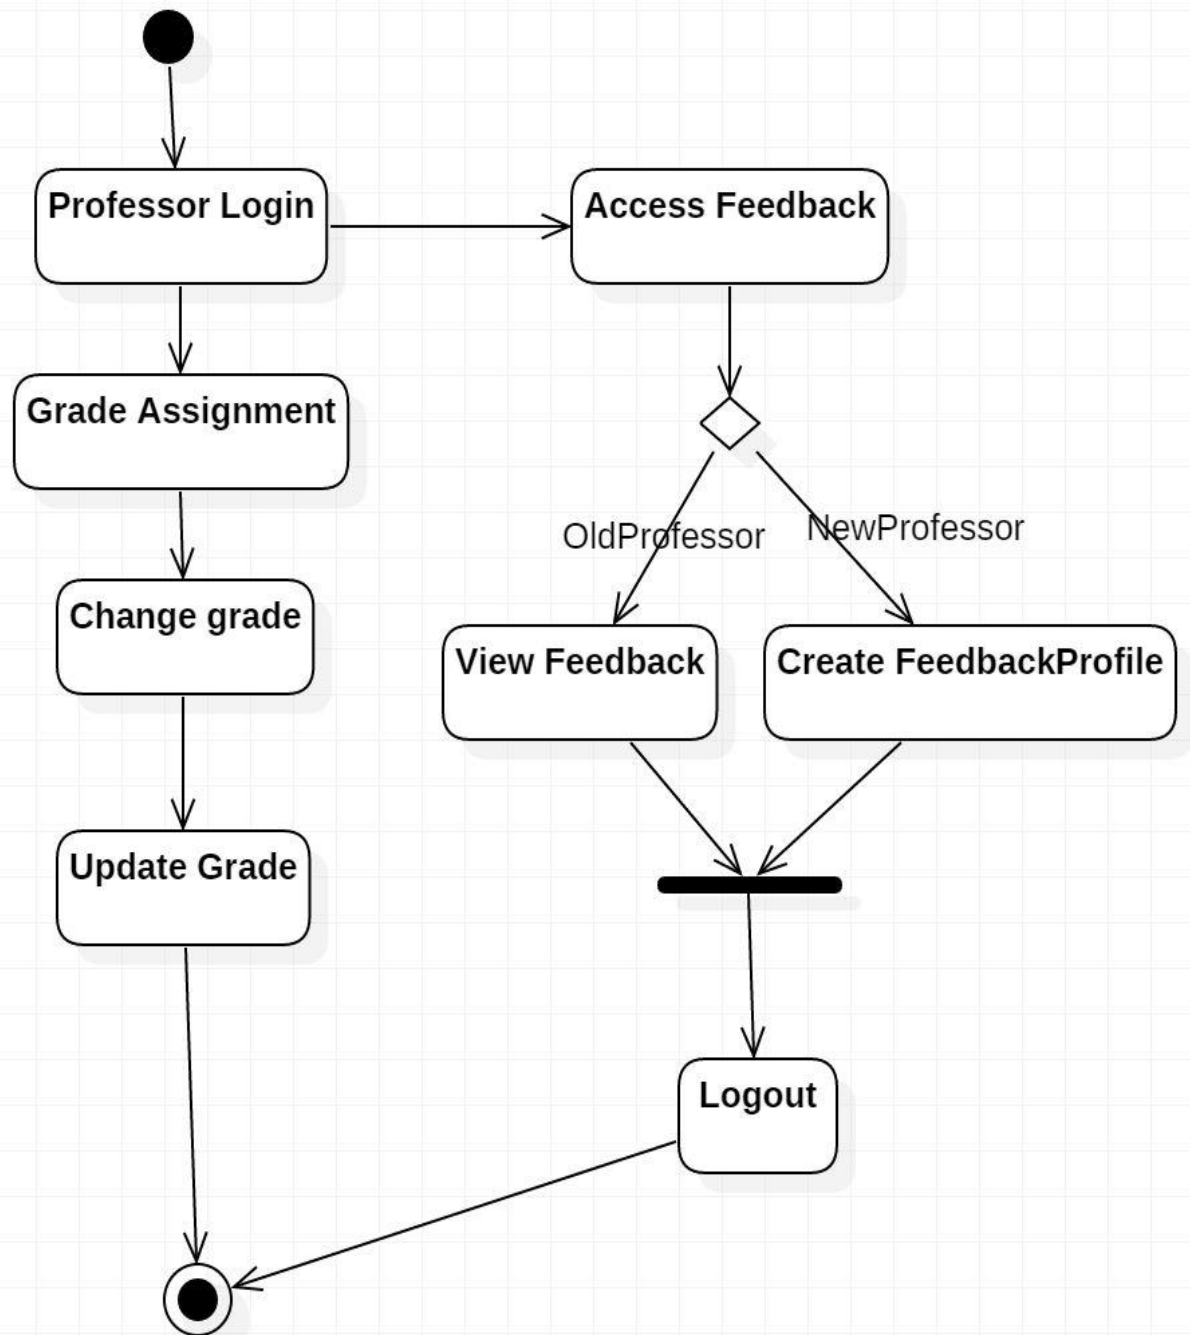 Professor Login
Access Feedback
Grade Assignment
OldProfessor
NewProfessor
Change grade
View Feedback
Create FeedbackProfile
Update Grade
Logout